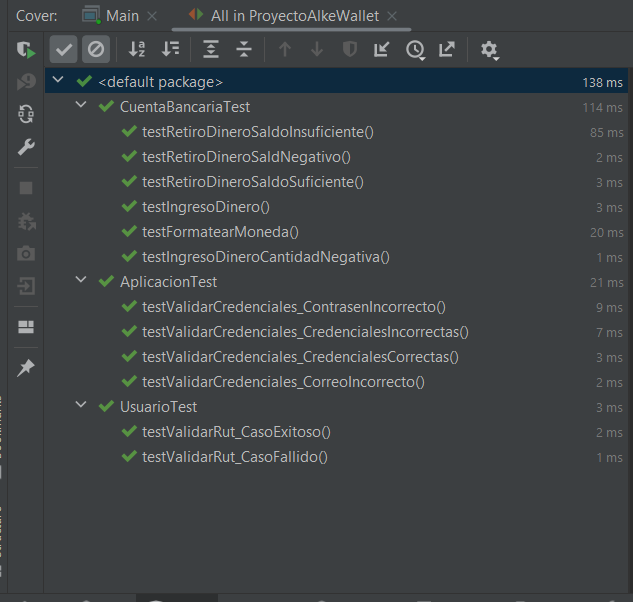 Cover: Main All in ProyectoAlkeWallet
<default package> 138 ms
CuentaBancariaTest 114 ms
testRetiroDineroSaldoInsuficiente() 85 ms
testRetiroDineroSaldNegativo() 2 ms
testRetiroDineroSaldoSuficiente() 3 ms
testIngresoDinero() 3 ms
testFormatearMoneda() 20 ms
testIngresoDineroCantidadNegativa() 1 ms
AplicacionTest 21 ms
testValidarCredenciales_ContrasenIncorrecto() 9 ms
testValidarCredenciales_CredencialesIncorrectas() 7 ms
testValidarCredenciales_CredencialesCorrectas() 3 ms
testValidarCredenciales_CorreoIncorrecto() 2 ms
UsuarioTest 3 ms
testValidarRut_CasoExitoso() 2 ms
testValidarRut_CasoFallido() 1 ms